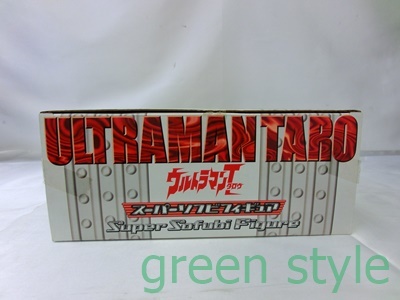 ULTRAMAN TARO
ウルトラマンT
タロウ
スーパーソフビフィギュア
Super Sofubi Figure
green style